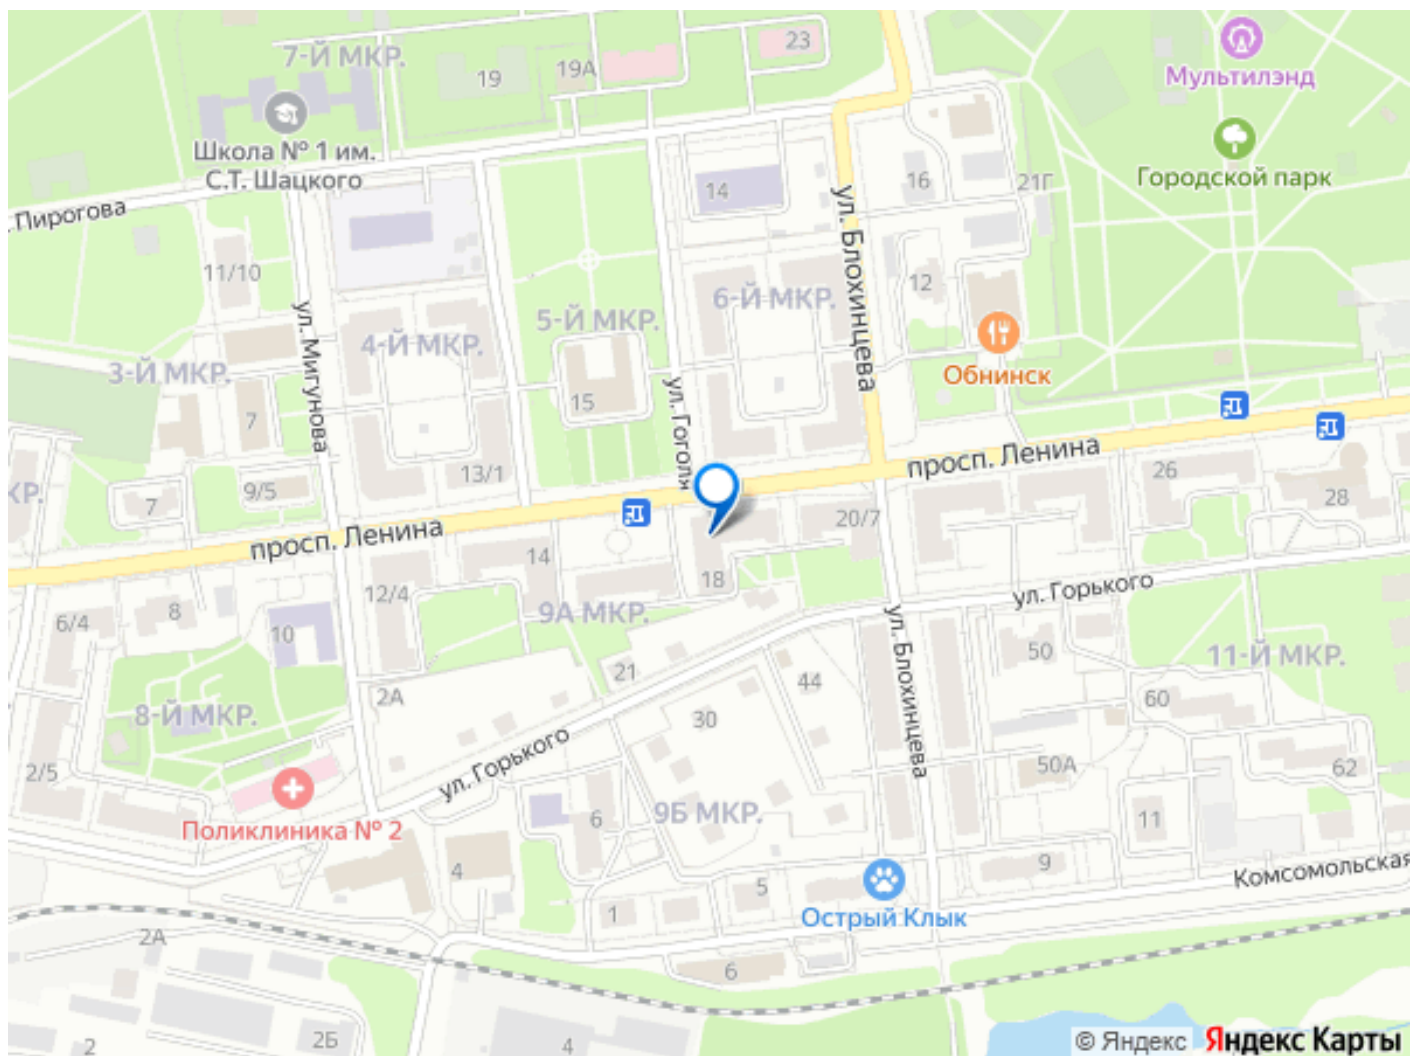 7-Й МКР.
19
19А
23
Мультилэнд
Школа № 1 им.
С.Т. Шацкого
Городской парк
14
16
21Г
Пирогова
ул. Блохинцева
11/10
12
6-Й МКР.
5-Й МКР.
4-Й МКР.
3-Й МКР.
ул. Мигунова
ул. Гоголя
Обнинск
15
7
13/1
9/5
7
КР.
просп. Ленина
26
28
20/7
просп. Ленина
14
18
12/4
8
6/4
10
9А МКР.
ул. Горького
ул. Блохинцева
50
11-Й МКР.
21
44
2А
30
60
8-Й МКР.
ул. Горького
2/5
50А
62
Поликлиника № 2
6
9Б МКР.
11
4
5
9
Комсомольская
Острый Клык
1
2А
6
2Б
2
4
© Яндекс Яндекс Карты